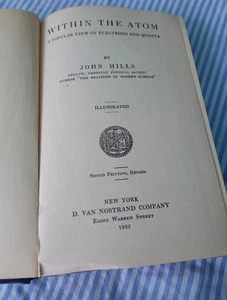 WITHIN THE ATOM
A POPULAR VIEW OF ELECTRONS AND QUANTA
BY
JOHN MILLS
FELLOW, AMERICAN PHYSICAL SOCIETY
AUTHOR "THE REALITIES OF MODERN SCIENCE"
ILLUSTRATED
SECOND PRINTING, REVISED.
NEW YORK
D. VAN NOSTRAND COMPANY
EIGHT WARREN STREET
1922